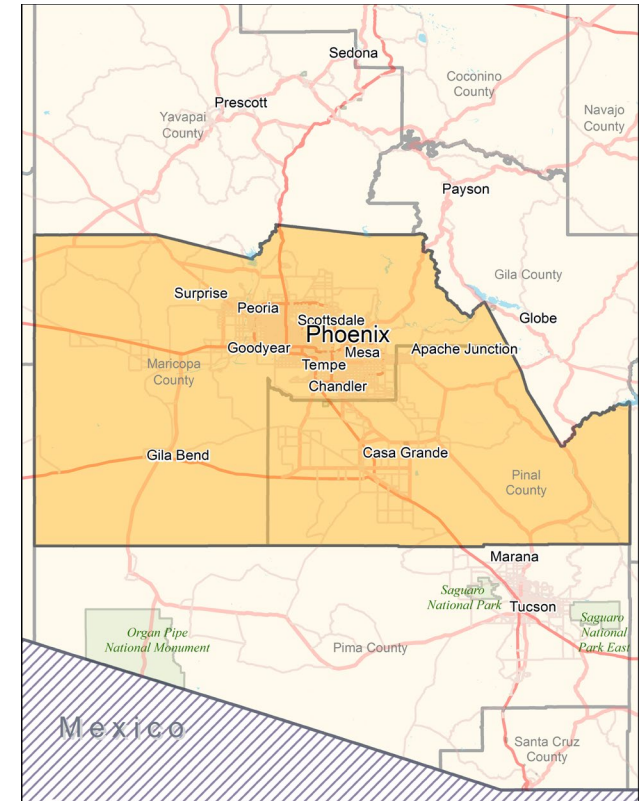 Sedona
Coconino
County
Prescott
Yavapai
County
Navajo
County
Payson
Gila County
Surprise
Peoria
Scottsdale
Globe
Phoenix
Goodyear
Mesa
Apache Junction
Tempe
Maricopa
County
Chandler
Gila Bend
Casa Grande
Pinal
County
Marana
Saguaro
National Park
Tucson
Saguaro
National
Park East
Organ Pipe
National Monument
Pima County
Mexico
Santa Cruz
County